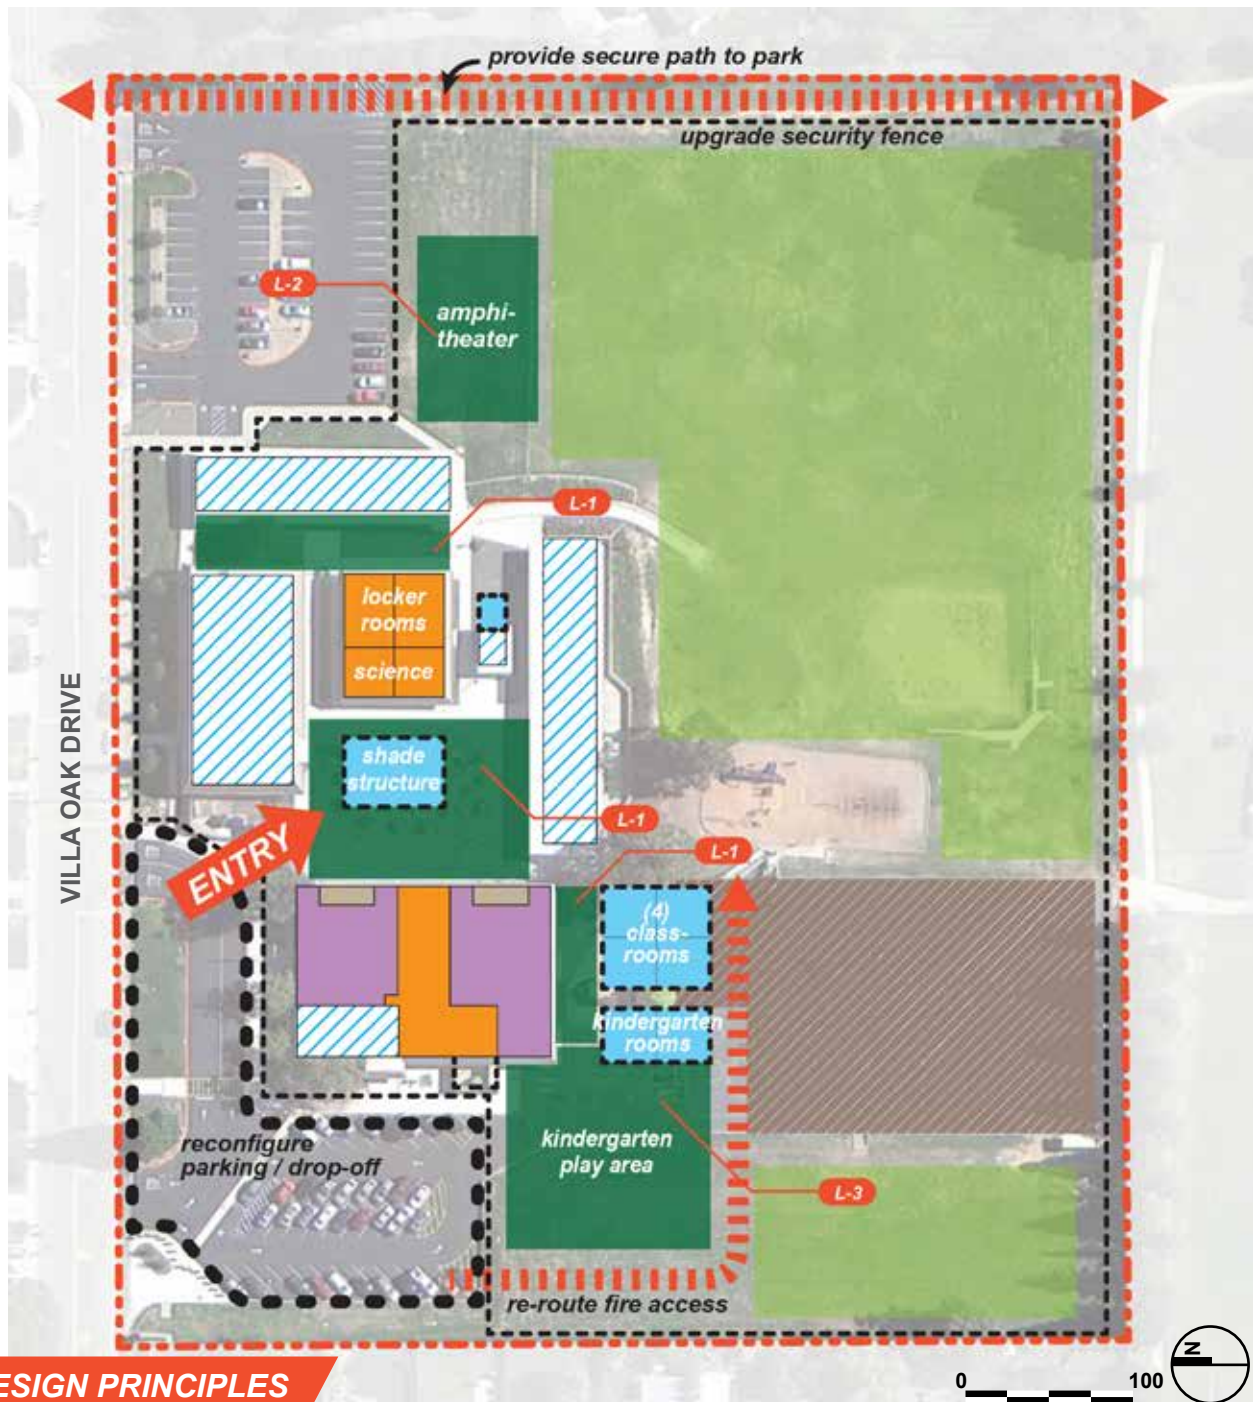 provide secure path to park
upgrade security fence
L-2
amphi-
theater
L-1
locker
rooms
science
VILLA OAK DRIVE
shade
structure
L-1
ENTRY
L-1
(4)
class-
rooms
kindergarten
rooms
reconfigure
parking / drop-off
kindergarten
play area
L-3
re-route fire access
ESIGN PRINCIPLES
0
100
N